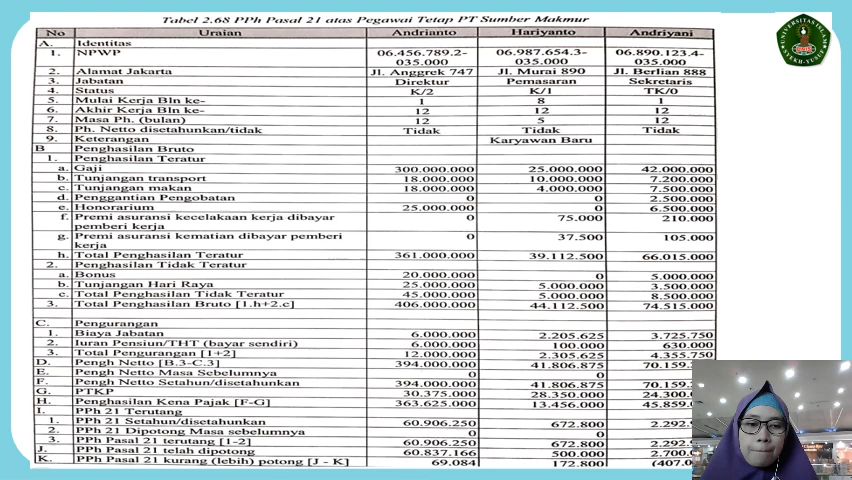 Tabel 2.68 PPh Pasal 21 atas Pegawai Tetap PT Sumber Makmur
No Uraian Andrianto Hariyanto Andriyani
A. Identitas
1. NPWP 06.456.789.2-035.000 06.987.654.3-035.000 06.890.123.4-035.000
2. Alamat Jakarta Jl. Anggrek 747 Jl. Murai 890 Jl. Berlian 888
3. Jabatan Direktur Pemasaran Sekretaris
4. Status K/2 K/1 TK/0
5. Mulai Kerja Bln ke- 1 8 1
6. Akhir Kerja Bln ke- 12 12 12
7. Masa Ph. (bulan) 12 5 12
8. Ph. Netto disetahunkan/tidak Tidak Tidak Tidak
9. Keterangan Karyawan Baru
B Penghasilan Bruto
1. Penghasilan Teratur
a. Gaji 300.000.000 25.000.000 42.000.000
b. Tunjangan transport 18.000.000 10.000.000 7.200.000
c. Tunjangan makan 18.000.000 4.000.000 7.500.000
d. Penggantian Pengobatan 0 0 2.500.000
e. Honorarium 25.000.000 0 6.500.000
f. Premi asuransi kecelakaan kerja dibayar 0 75.000 210.000
pemberi kerja
g. Premi asuransi kematian dibayar pemberi 0 37.500 105.000
kerja
h. Total Penghasilan Teratur 361.000.000 39.112.500 66.015.000
2. Penghasilan Tidak Teratur
a. Bonus 20.000.000 0 5.000.000
b. Tunjangan Hari Raya 25.000.000 5.000.000 3.500.000
c. Total Penghasilan Tidak Teratur 45.000.000 5.000.000 8.500.000
3. Total Penghasilan Bruto [1.h+2.c] 406.000.000 44.112.500 74.515.000
C. Pengurangan
1. Biaya Jabatan 6.000.000 2.205.625 3.725.750
2. Iuran Pensiun/THT (bayar sendiri) 6.000.000 100.000 630.000
3. Total Pengurangan [1+2] 12.000.000 2.305.625 4.355.750
D. Pengh Netto [B.3-C.3] 394.000.000 41.806.875 70.159.
E. Pengh Netto Masa Sebelumnya 0 0
F. Pengh Netto Setahun/disetahunkan 394.000.000 41.806.875 70.159.
G. PTKP 30.375.000 28.350.000 24.300.
H. Penghasilan Kena Pajak [F-G] 363.625.000 13.456.000 45.859.
I. PPh 21 Terutang
1. PPh 21 Setahun/disetahunkan 60.906.250 672.800 2.292.
2. PPh 21 Dipotong Masa sebelumnya 0 0
3. PPh Pasal 21 terutang [1-2] 60.906.250 672.800 2.292.
J. PPh Pasal 21 telah dipotong 60.837.166 500.000 2.700.
K. PPh Pasal 21 kurang (lebih) potong [J - K] 69.084 172.800 (407.0